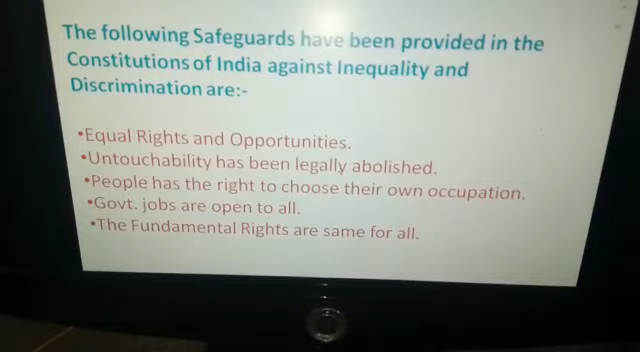 The following Safeguards have been provided in the
Constitutions of India against Inequality and
Discrimination are:-
•Equal Rights and Opportunities.
•Untouchability has been legally abolished.
•People has the right to choose their own occupation.
•Govt. jobs are open to all.
•The Fundamental Rights are same for all.